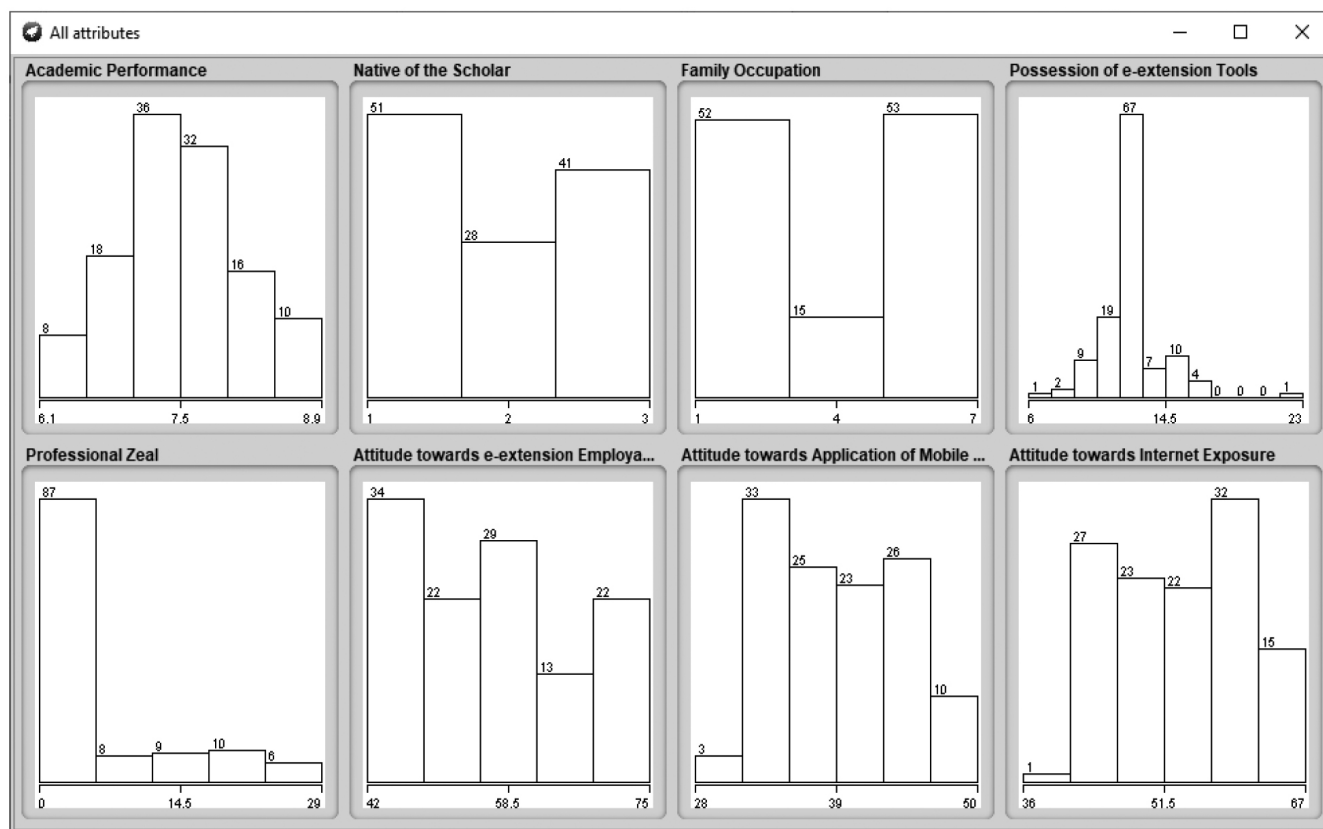 All attributes
Academic Performance
36
32
18
16
10
8
6.1 7.5 8.9
Native of the Scholar
51
41
28
1 2 3
Family Occupation
52 53
15
1 4 7
Possession of e-extension Tools
67
19
9 7 10
1 2 4 0 0 0 1
6 14.5 23
Professional Zeal
87
8 9 10 6
0 14.5 29
Attitude towards e-extension Employa...
34
29
22 22
13
42 58.5 75
Attitude towards Application of Mobile ...
33
25 26
23
10
3
28 39 50
Attitude towards Internet Exposure
32
27
23 22
15
1
36 51.5 67